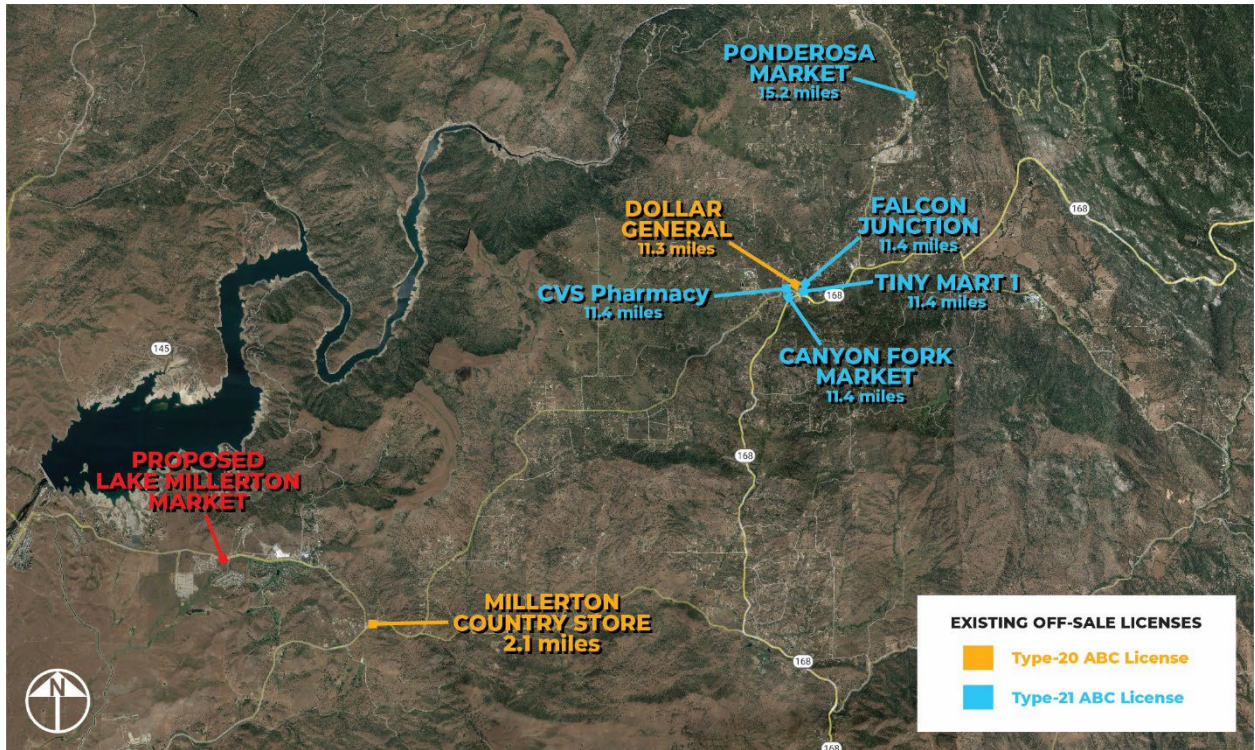 PONDEROSA
MARKET
15.2 miles
DOLLAR
GENERAL
11.3 miles
FALCON
JUNCTION
11.4 miles
168
CVS Pharmacy
11.4 miles
TINY MART 1
11.4 miles
168
CANYON FORK
MARKET
11.4 miles
145
168
PROPOSED
LAKE MILLERTON
MARKET
MILLERTON
COUNTRY STORE
2.1 miles
168
168
N
EXISTING OFF-SALE LICENSES
Type-20 ABC License
Type-21 ABC License